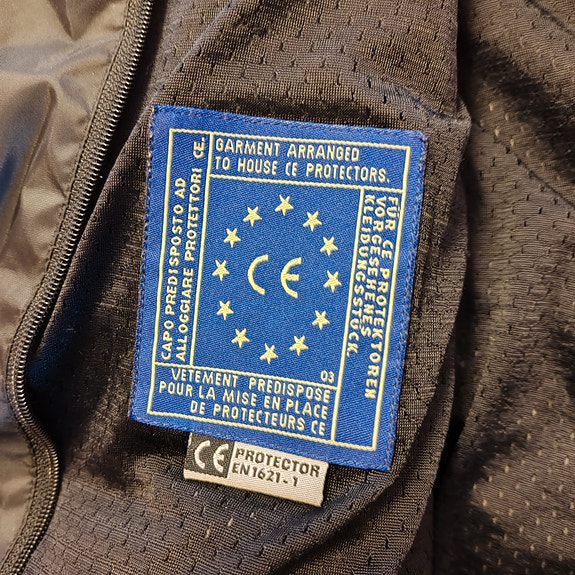 GARMENT ARRANGED
TO HOUSE CE PROTECTORS.
FÜR CE PROTEKTOREN
VORGESEHENES
KLEIDUNGSSTÜCK.
CAPO PREDISPOSTO AD
ALLOGGIARE PROTETTORI CE.
CE
03
VETEMENT PREDISPOSE
POUR LA MISE EN PLACE
DE PROTECTEURS CE
CE PROTECTOR
EN1621-1